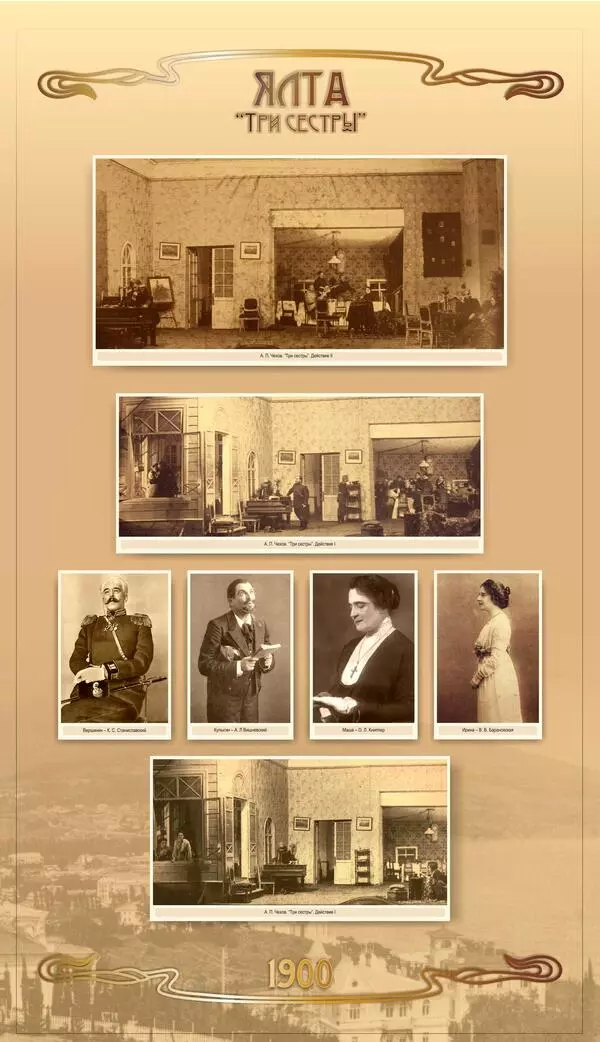 ЯЛТА
"ТРИ СЕСТРЫ"
А. П. Чехов. "Три сестры". Действие II
А. П. Чехов. "Три сестры". Действие I
Вершинин – К. С. Станиславский
Кулыгин – А. Л Вишневский
Маша – О. Л. Книппер
Ирина – В. В. Барановская
А. П. Чехов. "Три сестры". Действие I
1900